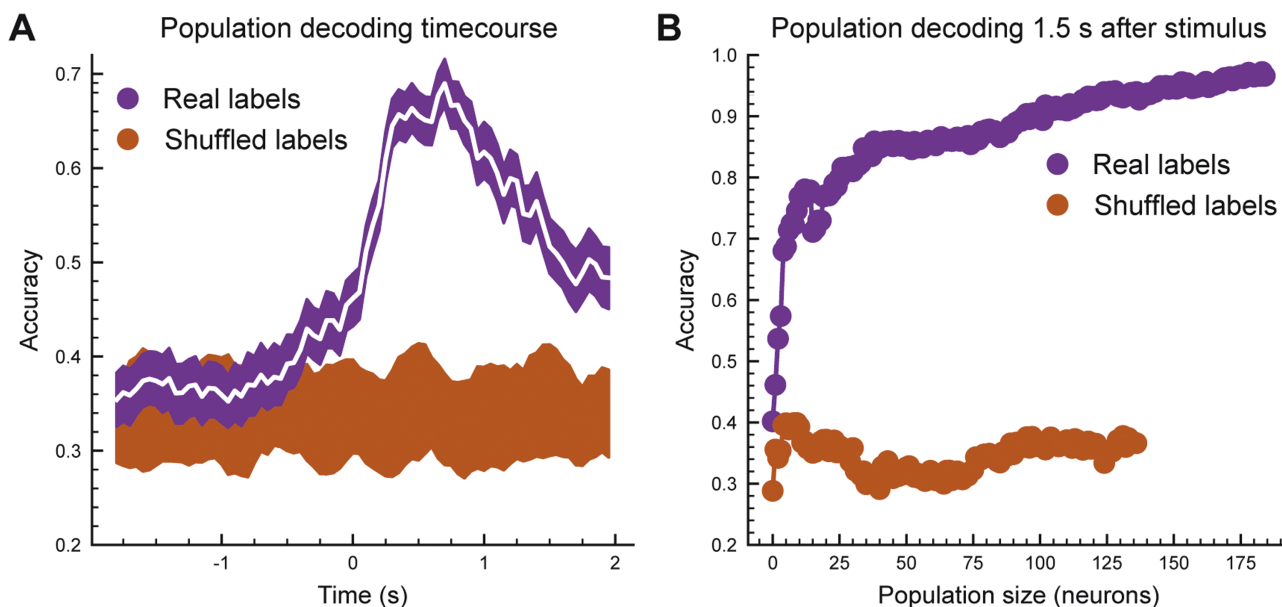 A
Population decoding timecourse
Real labels
Shuffled labels
Accuracy
0.7
0.6
0.5
0.4
0.3
0.2
-1
0
1
2
Time (s)
B
Population decoding 1.5 s after stimulus
Real labels
Shuffled labels
Accuracy
1.0
0.9
0.8
0.7
0.6
0.5
0.4
0.3
0.2
0
25
50
75
100
125
150
175
Population size (neurons)